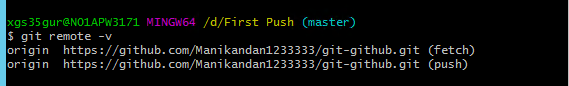 xgs35gur@NO1APW3171 MINGW64 /d/First Push (master)
$ git remote -v
origin  https://github.com/Manikandan1233333/git-github.git (fetch)
origin  https://github.com/Manikandan1233333/git-github.git (push)